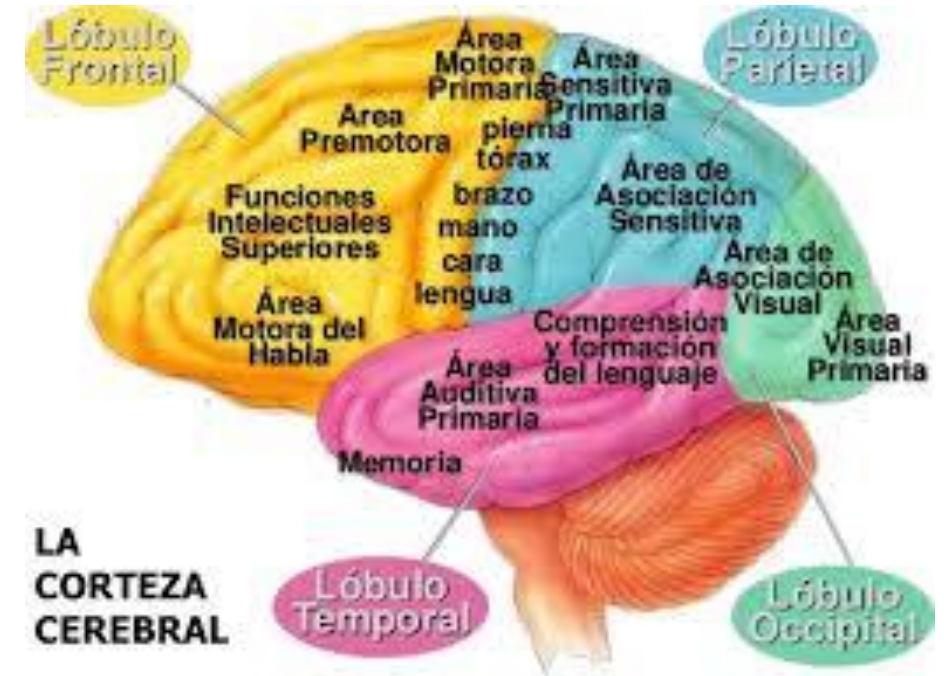 Lóbulo
Frontal
Área
Motora
Primaria
Área
Sensitiva
Primaria
Lóbulo
Parietal
Área
Premotora
pierna
tórax
brazo
mano
cara
lengua
Área de
Asociación
Sensitiva
Funciones
Intelectuales
Superiores
Área de
Asociación
Visual
Área
Motora del
Habla
Comprensión
y formación
del lenguaje
Área
Visual
Primaria
Área
Auditiva
Primaria
Memoria
LA
CORTEZA
CEREBRAL
Lóbulo
Temporal
Lóbulo
Occipital